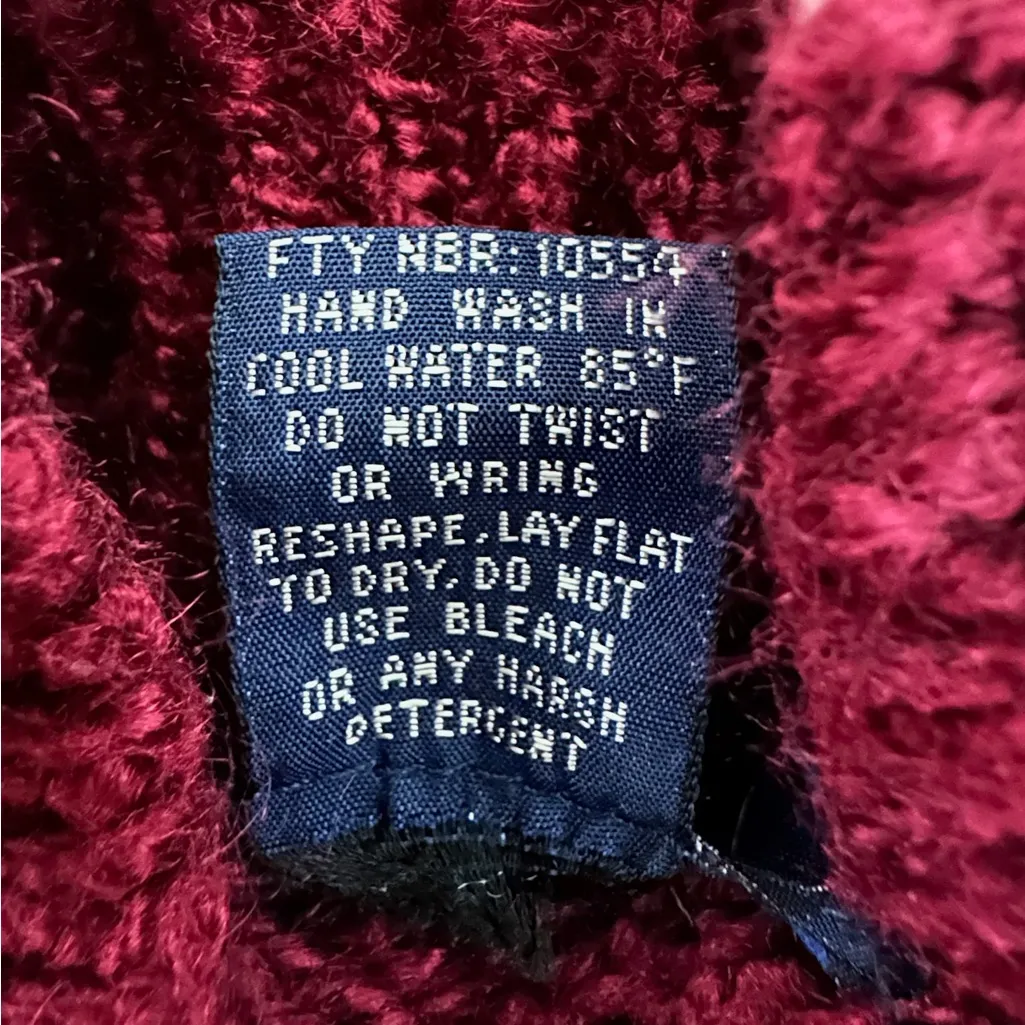 FTY NBR:10554
HAND WASH IN
COOL WATER 85°F
DO NOT TWIST
OR WRING
RESHAPE,LAY FLAT
TO DRY, DO NOT
USE BLEACH
OR ANY HARSH
DETERGENT